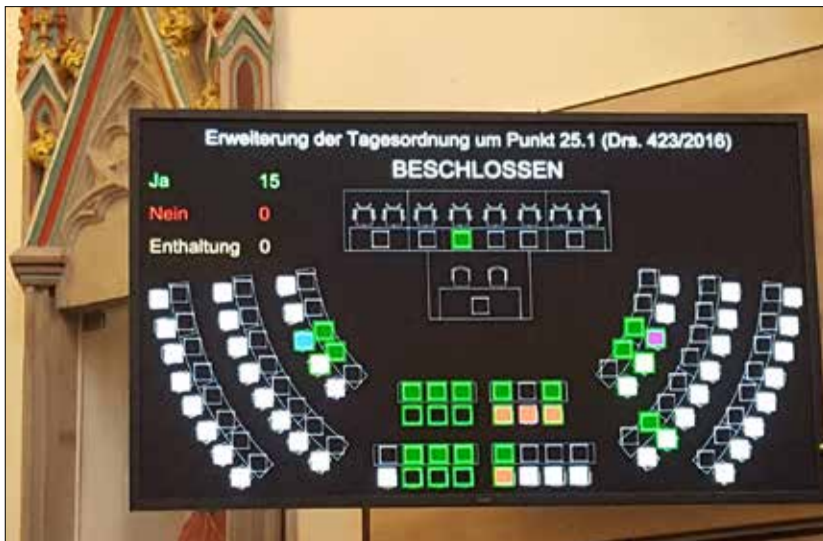 Erweiterung der Tagesordnung um Punkt 25.1 (Drs. 423/2016)
BESCHLOSSEN
Ja 15
Nein 0
Enthaltung 0